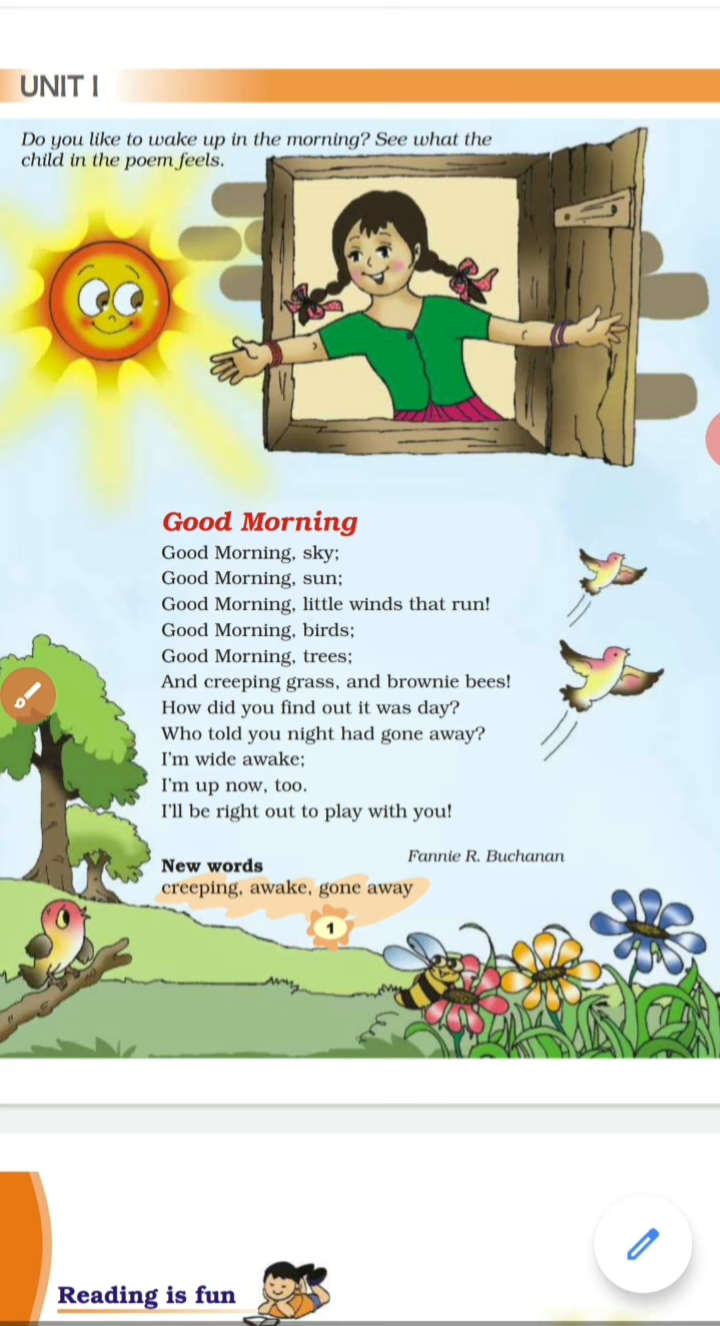 UNIT I
Do you like to wake up in the morning? See what the
child in the poem feels.
Good Morning
Good Morning, sky;
Good Morning, sun;
Good Morning, little winds that run!
Good Morning, birds;
Good Morning, trees;
And creeping grass, and brownie bees!
How did you find out it was day?
Who told you night had gone away?
I'm wide awake;
I'm up now, too.
I'll be right out to play with you!
Fannie R. Buchanan
New words
creeping, awake, gone away
1
Reading is fun